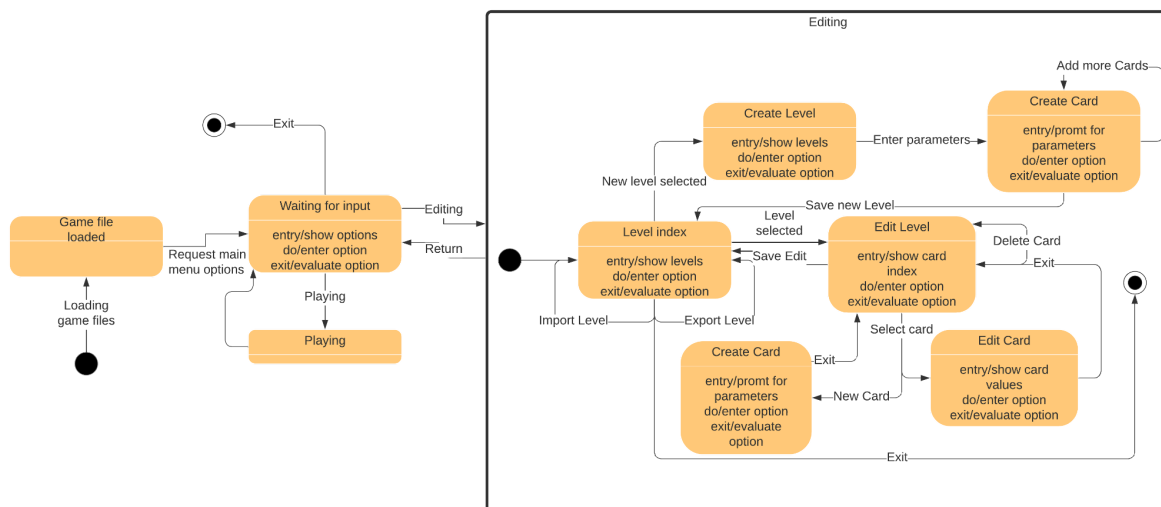 Editing
Add more Cards
Create Card
entry/promt for
parameters
do/enter option
exit/evaluate option
Create Level
entry/show levels
do/enter option
exit/evaluate option
Enter parameters
Exit
New level selected
Save new Level
Waiting for input
entry/show options
do/enter option
exit/evaluate option
Editing
Return
Game file
loaded
Request main
menu options
Loading
game files
Playing
Playing
Level index
entry/show levels
do/enter option
exit/evaluate option
Level
selected
Save Edit
Edit Level
entry/show card
index
do/enter option
exit/evaluate option
Delete Card
Exit
Import Level
Export Level
Select card
Create Card
entry/promt for
parameters
do/enter option
exit/evaluate
option
Exit
New Card
Edit Card
entry/show card
values
do/enter option
exit/evaluate option
Exit